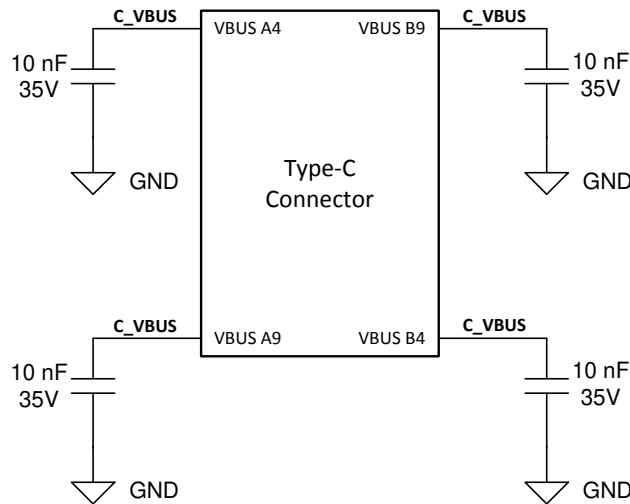 C_VBUS
C_VBUS
VBUS A4
VBUS B9
10 nF
35V
10 nF
35V
GND
GND
Type-C
Connector
C_VBUS
C_VBUS
VBUS A9
VBUS B4
10 nF
35V
10 nF
35V
GND
GND